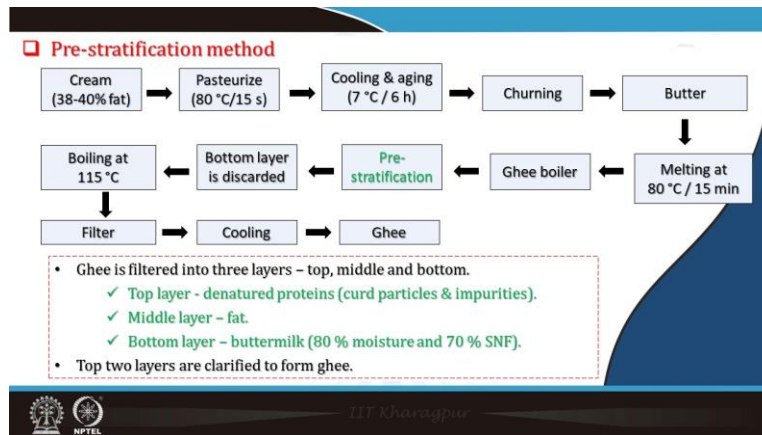 Pre-stratification method
Cream
(38-40% fat)
Pasteurize
(80 °C/15 s)
Cooling & aging
(7 °C / 6 h)
Churning
Butter
Melting at
80 °C / 15 min
Ghee boiler
Pre-
stratification
Bottom layer
is discarded
Boiling at
115 °C
Filter
Cooling
Ghee
• Ghee is filtered into three layers – top, middle and bottom.
✓ Top layer - denatured proteins (curd particles & impurities).
✓ Middle layer – fat.
✓ Bottom layer – buttermilk (80 % moisture and 70 % SNF).
• Top two layers are clarified to form ghee.
IIT Kharagpur
NPTEL